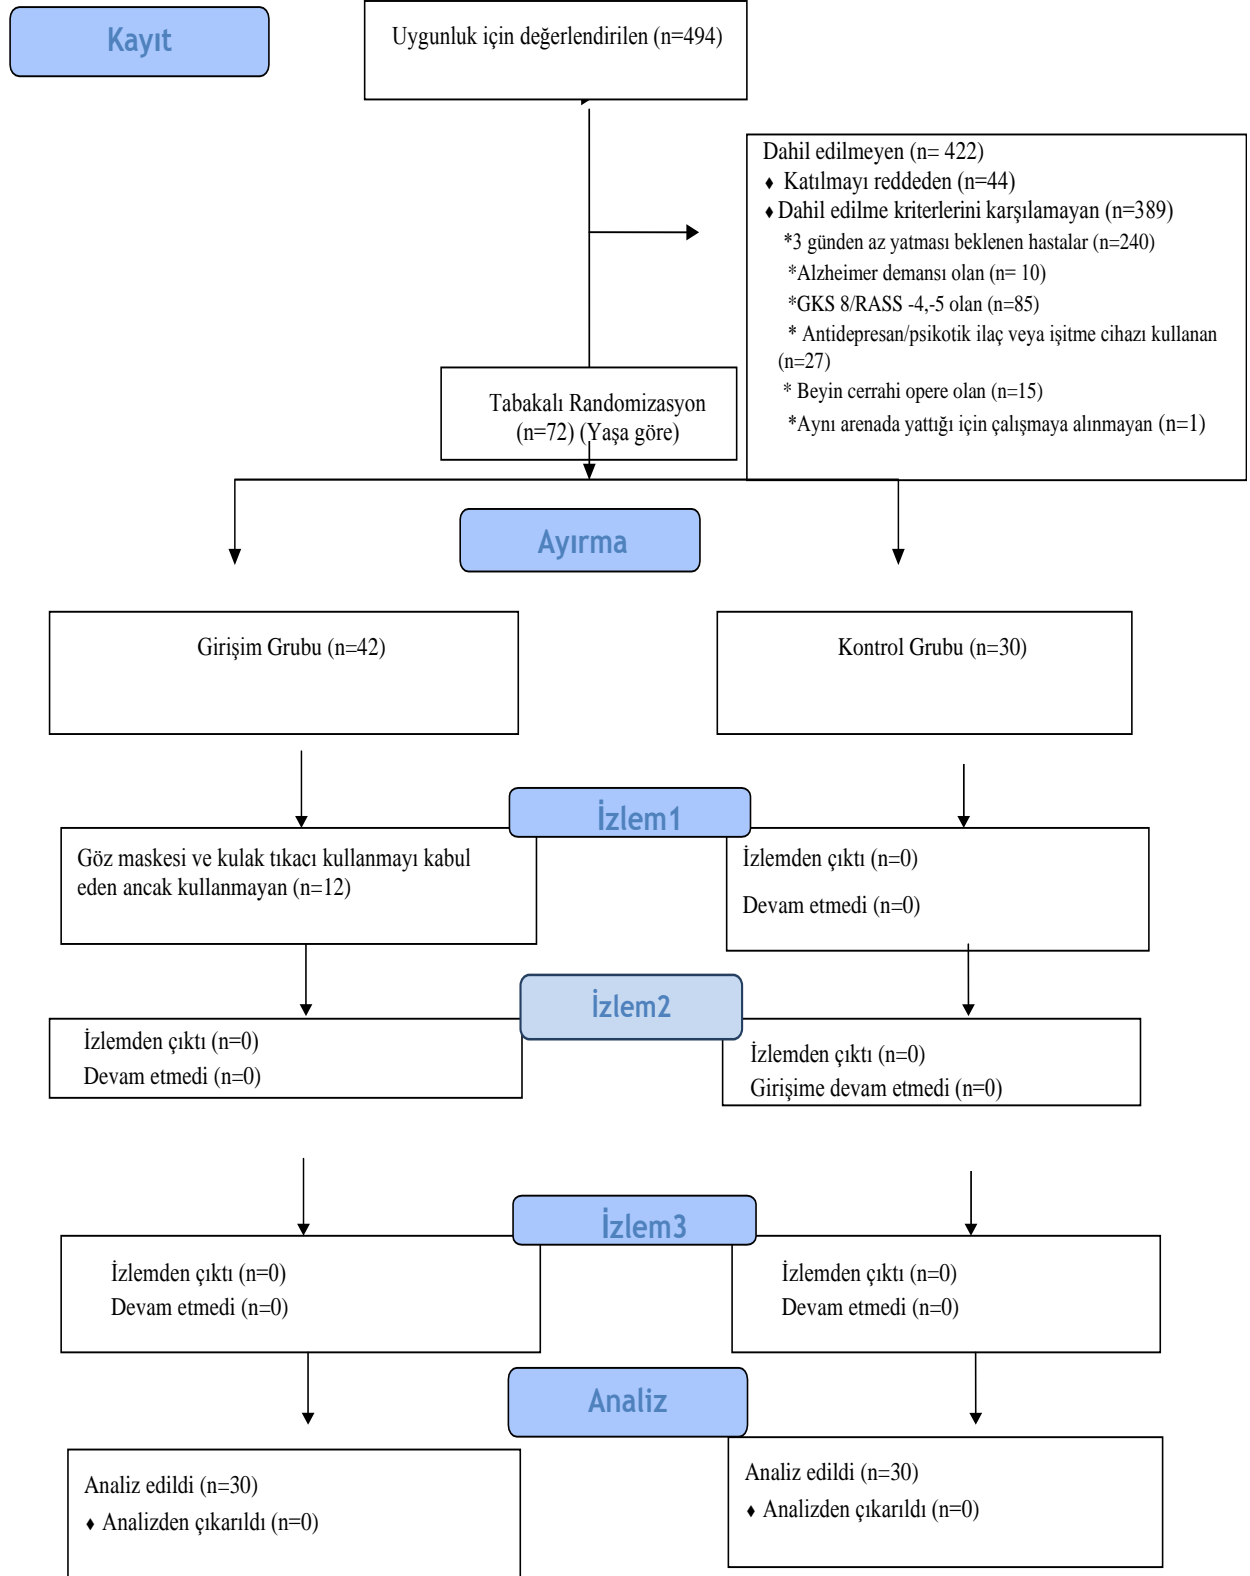 Kayıt
Uygunluk için değerlendirilen (n=494)
Dahil edilmeyen (n= 422)
♦ Katılmayı reddeden (n=44)
♦ Dahil edilme kriterlerini karşılamayan (n=389)
*3 günden az yatması beklenen hastalar (n=240)
*Alzheimer demansı olan (n= 10)
*GKS 8/RASS -4,-5 olan (n=85)
* Antidepresan/psikotik ilaç veya işitme cihazı kullanan
(n=27)
* Beyin cerrahi opere olan (n=15)
*Aynı arenada yattığı için çalışmaya alınmayan (n=1)
Tabakalı Randomizasyon
(n=72) (Yaşa göre)
Ayırma
Girişim Grubu (n=42)
Kontrol Grubu (n=30)
İzlem1
Göz maskesi ve kulak tıkacı kullanmayı kabul
eden ancak kullanmayan (n=12)
İzlemden çıktı (n=0)
Devam etmedi (n=0)
İzlem2
İzlemden çıktı (n=0)
Devam etmedi (n=0)
İzlemden çıktı (n=0)
Girişime devam etmedi (n=0)
İzlem3
İzlemden çıktı (n=0)
Devam etmedi (n=0)
İzlemden çıktı (n=0)
Devam etmedi (n=0)
Analiz
Analiz edildi (n=30)
♦ Analizden çıkarıldı (n=0)
Analiz edildi (n=30)
♦ Analizden çıkarıldı (n=0)